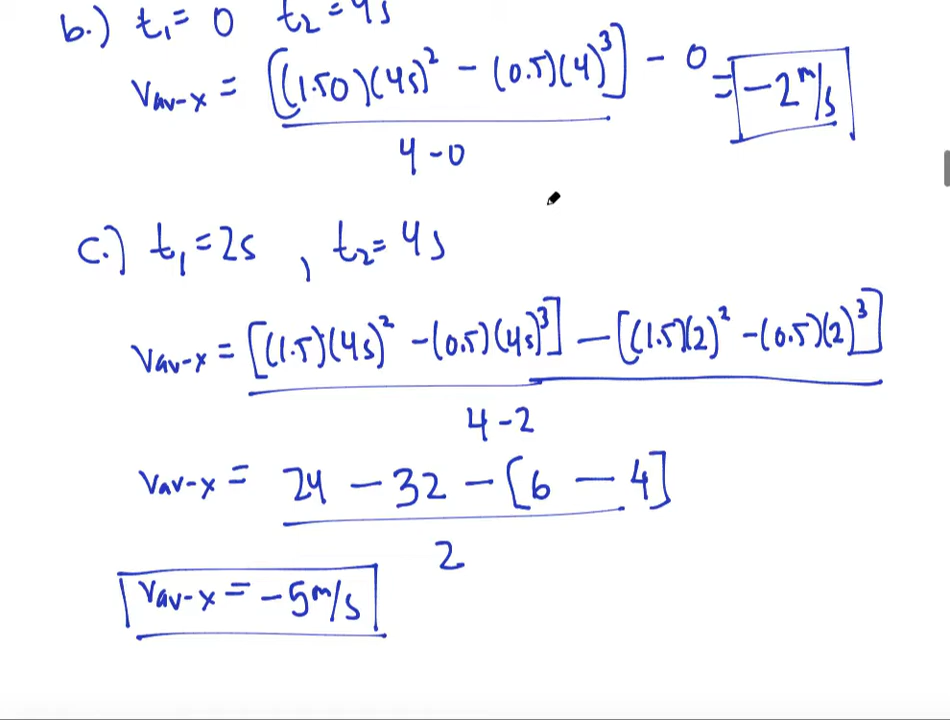 b.) t₁= 0 t₂=4s
Vav-x = [(1.50)(4s)² - (0.5)(4)³] - 0 = -2 m/s
4-0
c.) t₁=2s , t₂=4s
Vav-x = [(1.5)(4s)² -(0.5)(4s)³] - [(1.5)(2)² -(0.5)(2)³]
4-2
Vav-x = 24 - 32 - [6 - 4]
2
Vav-x = -5 m/s